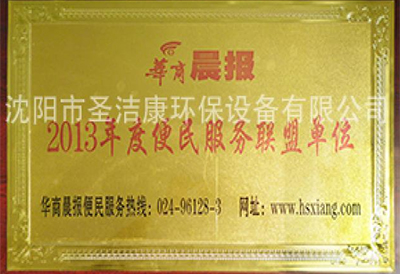 華商晨报
沈阳市圣洁康环保设备有限公司
2013年度便民服务联盟单位
华商晨报便民服务热线：024-96128-3 网址：www.hsxiang.com